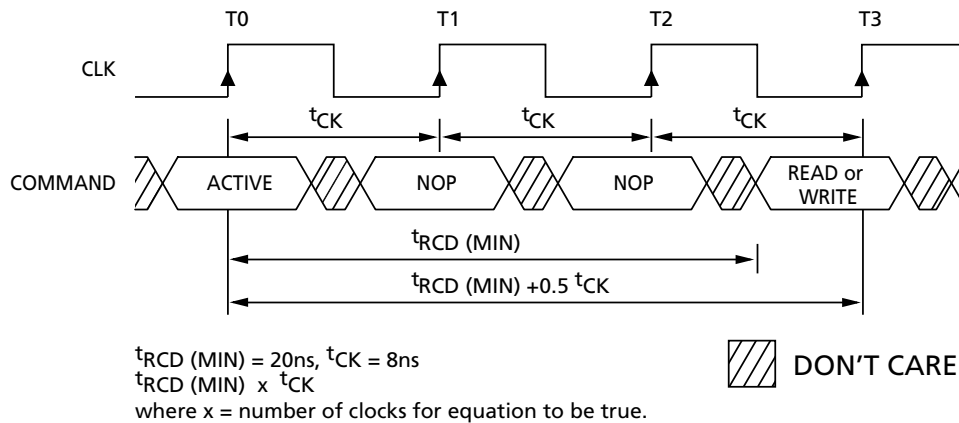 T0 T1 T2 T3
CLK
tCK tCK tCK
COMMAND ACTIVE NOP NOP READ or WRITE
tRCD (MIN)
tRCD (MIN) +0.5 tCK
tRCD (MIN) = 20ns, tCK = 8ns
tRCD (MIN) x tCK
where x = number of clocks for equation to be true.
DON'T CARE